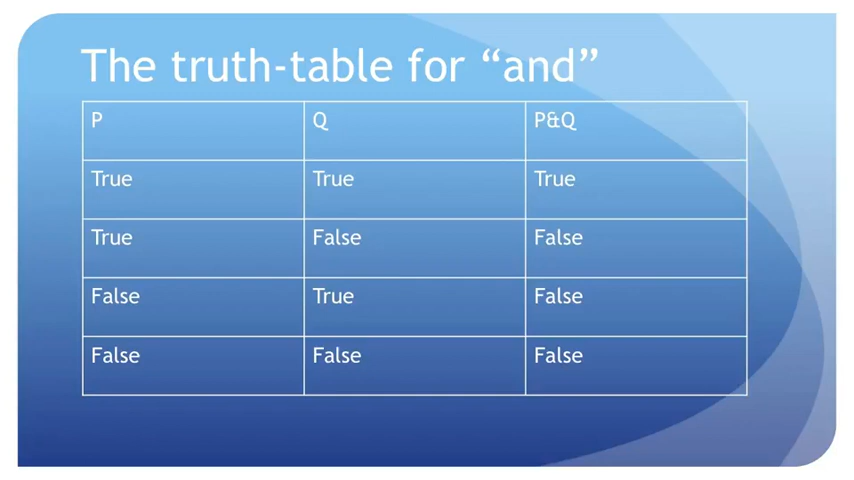 The truth-table for “and”
P Q P&Q
True True True
True False False
False True False
False False False